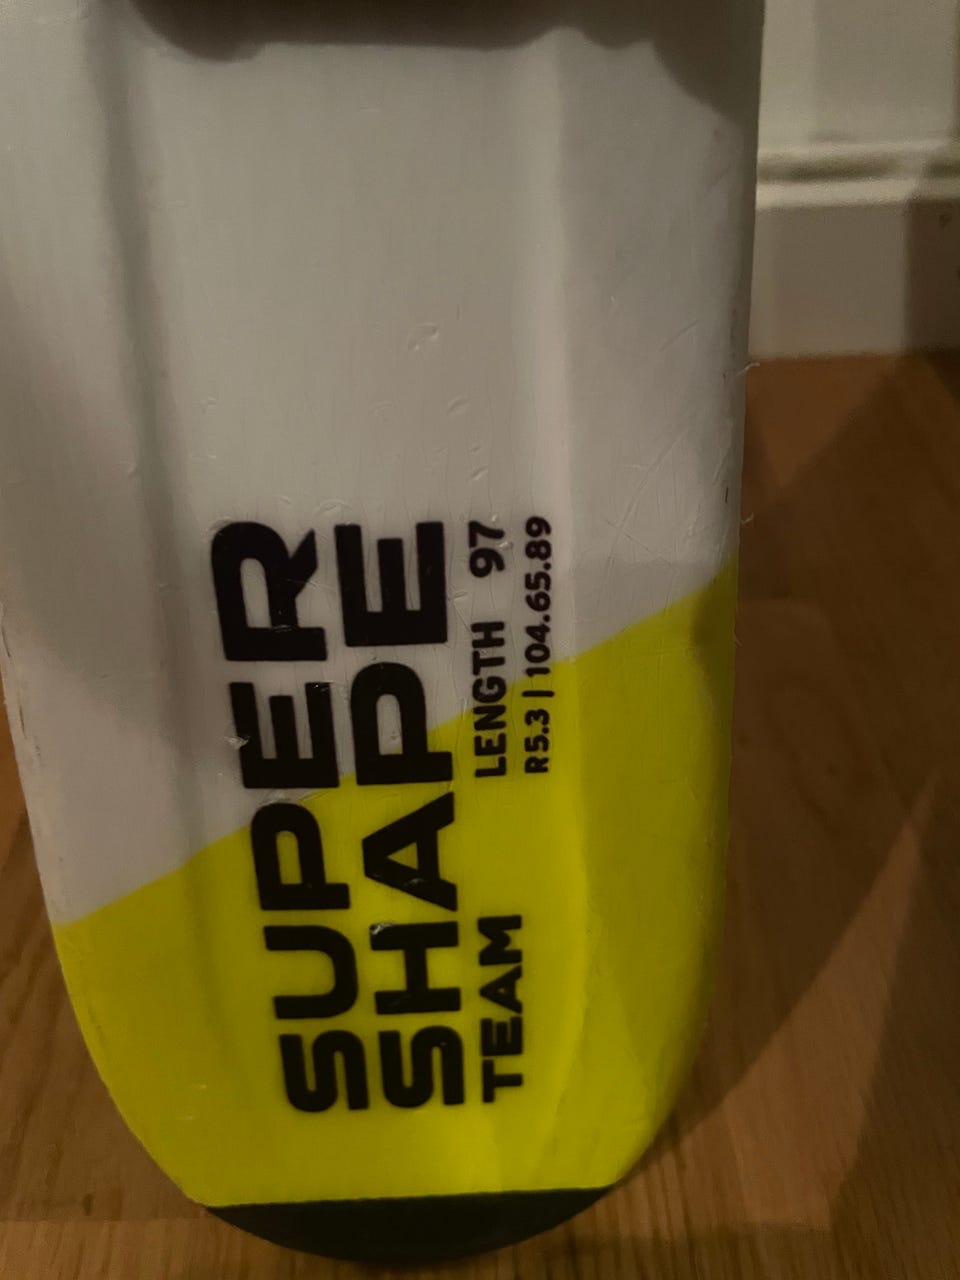 SUPER
SHAPE
TEAM
LENGTH 97
R5.3 | 104.65.89